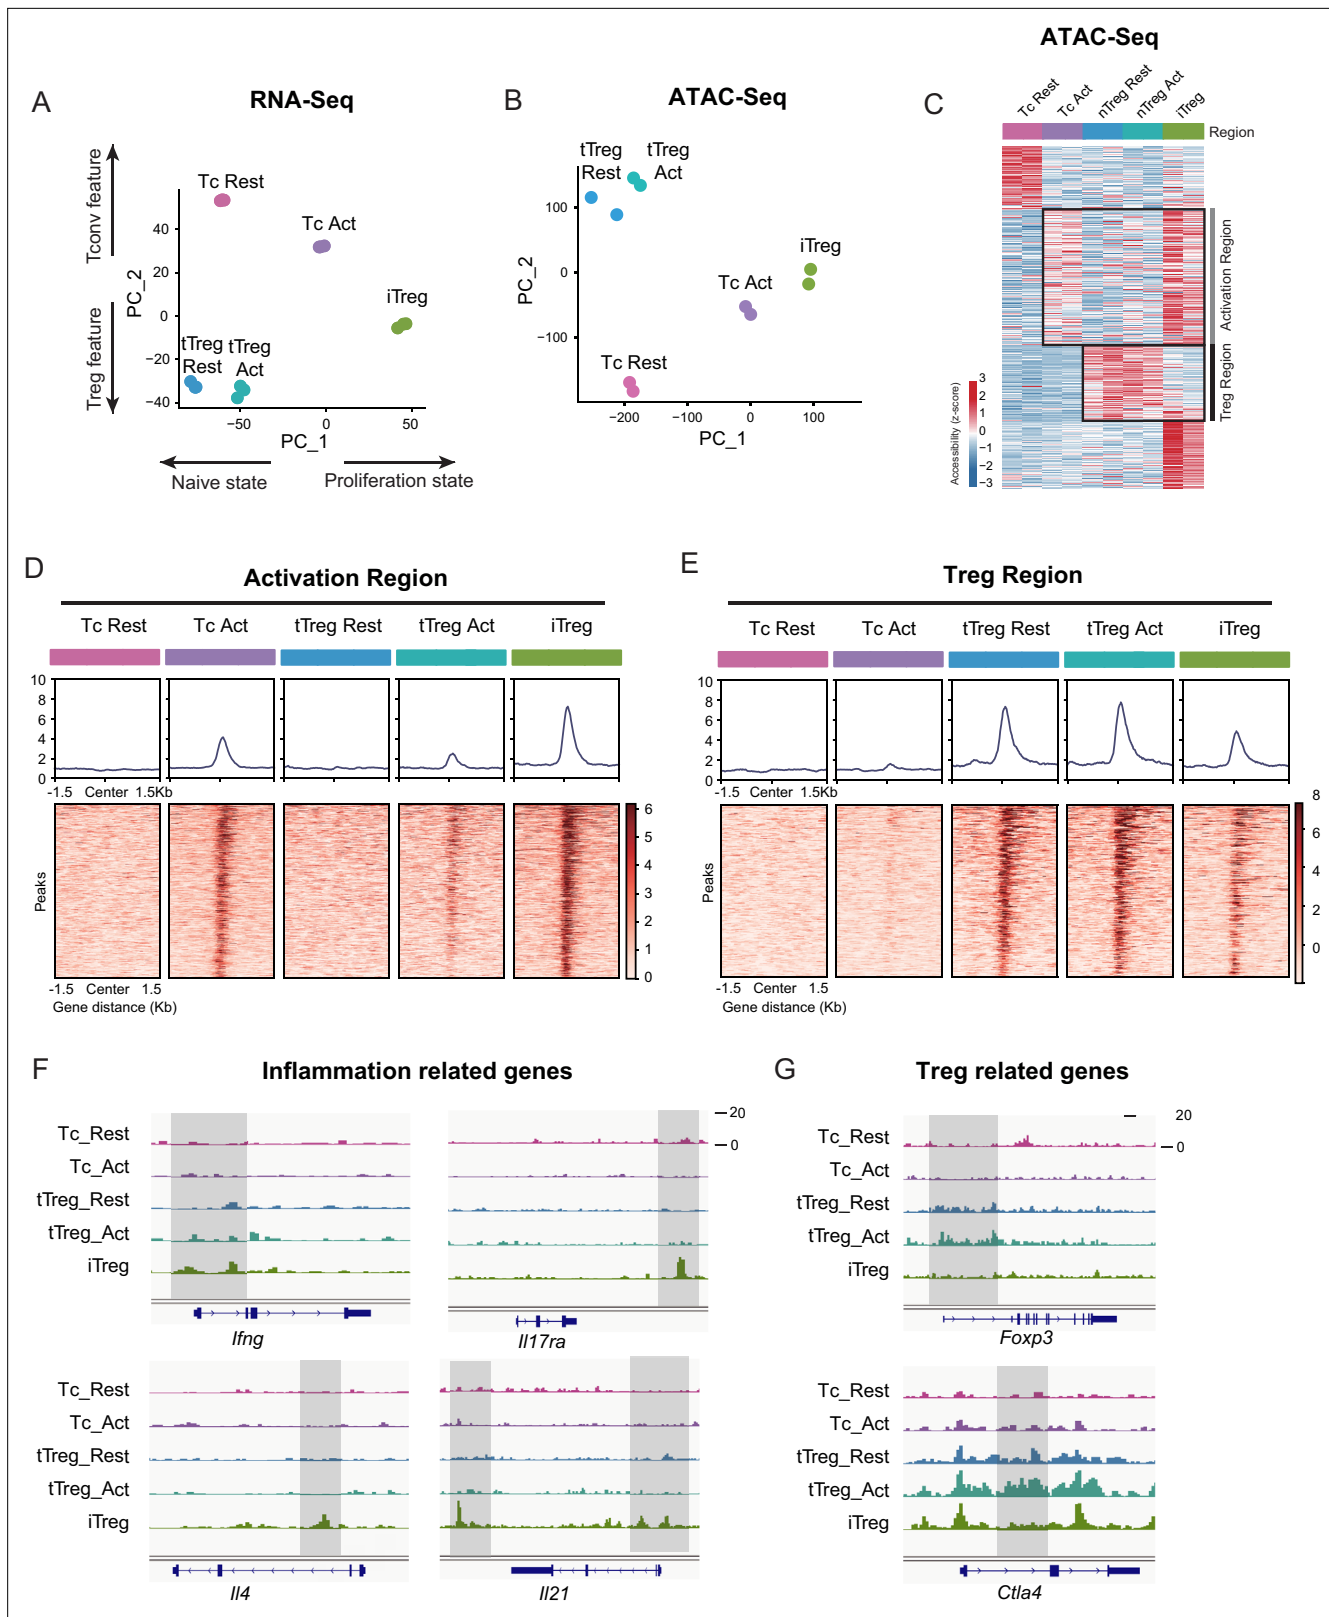 A
RNA-Seq
Tconv feature
Treg feature
PC_2
40
20
0
−20
−40
Tc Rest
Tc Act
iTreg
tTreg
Rest
tTreg
Act
−50
0
50
PC_1
Naive state
Proliferation state
B
ATAC-Seq
tTreg
Rest
tTreg
Act
iTreg
Tc Act
Tc Rest
PC_2
100
0
−100
−200
−100
0
100
PC_1
ATAC-Seq
C
Tc Rest
Tc Act
nTreg Rest
nTreg Act
iTreg
Region
Activation Region
Treg Region
Accessibility (z-score)
3
2
1
0
−1
−2
−3
D
Activation Region
Tc Rest
Tc Act
tTreg Rest
tTreg Act
iTreg
10
8
6
4
2
0
-1.5 Center 1.5Kb
Peaks
6
5
4
3
2
1
0
-1.5 Center 1.5
Gene distance (Kb)
E
Treg Region
Tc Rest
Tc Act
tTreg Rest
tTreg Act
iTreg
10
8
6
4
2
0
-1.5 Center 1.5Kb
Peaks
8
6
4
2
0
-1.5 Center 1.5
Gene distance (Kb)
F
Inflammation related genes
Tc_Rest
Tc_Act
tTreg_Rest
tTreg_Act
iTreg
Ifng
20
0
Il17ra
Tc_Rest
Tc_Act
tTreg_Rest
tTreg_Act
iTreg
Il4
Il21
G
Treg related genes
20
0
Tc_Rest
Tc_Act
tTreg_Rest
tTreg_Act
iTreg
Foxp3
Tc_Rest
Tc_Act
tTreg_Rest
tTreg_Act
iTreg
Ctla4